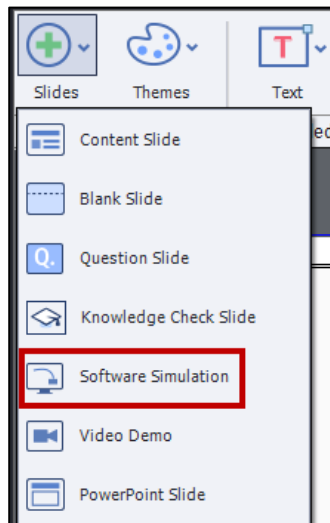 Slides Themes Text
Content Slide
Blank Slide
Q. Question Slide
Knowledge Check Slide
Software Simulation
Video Demo
PowerPoint Slide